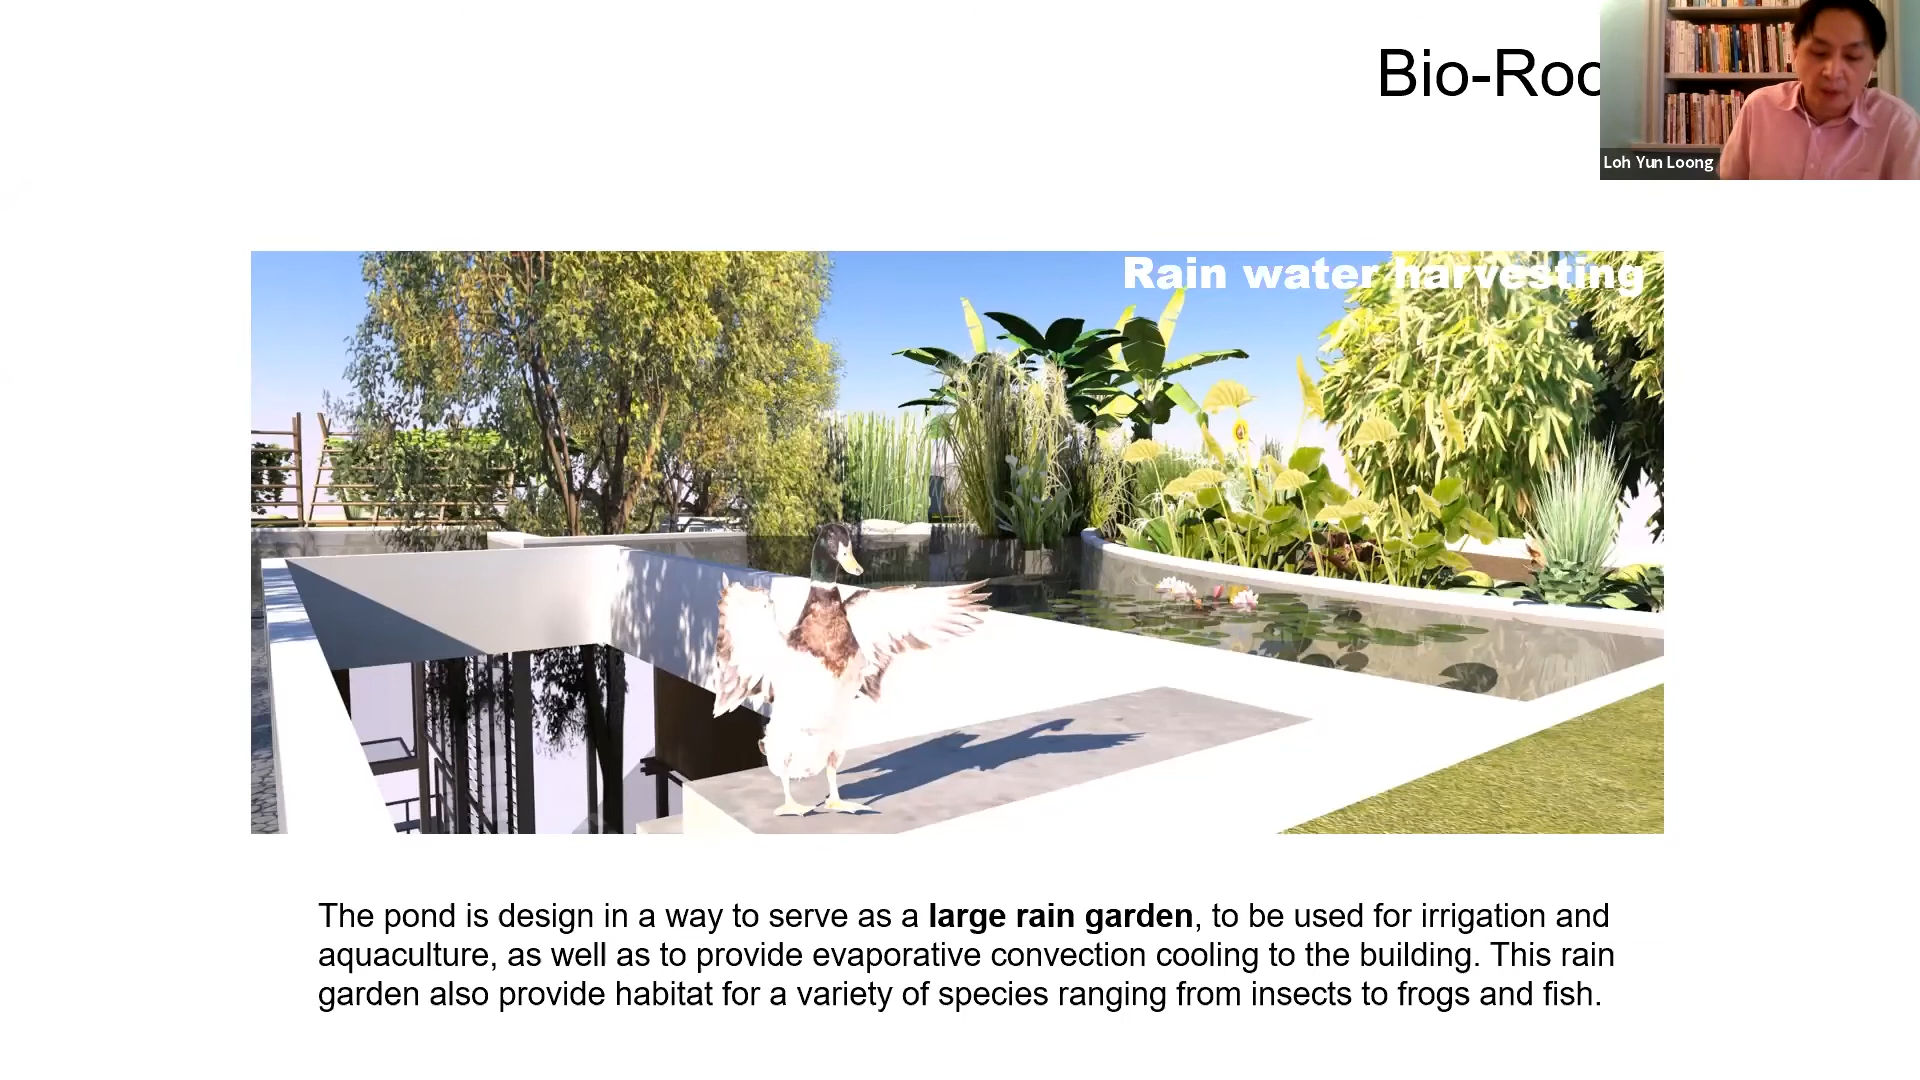 Bio-Roo
Loh Yun Loong
Rain water harvesting
The pond is design in a way to serve as a large rain garden, to be used for irrigation and
aquaculture, as well as to provide evaporative convection cooling to the building. This rain
garden also provide habitat for a variety of species ranging from insects to frogs and fish.